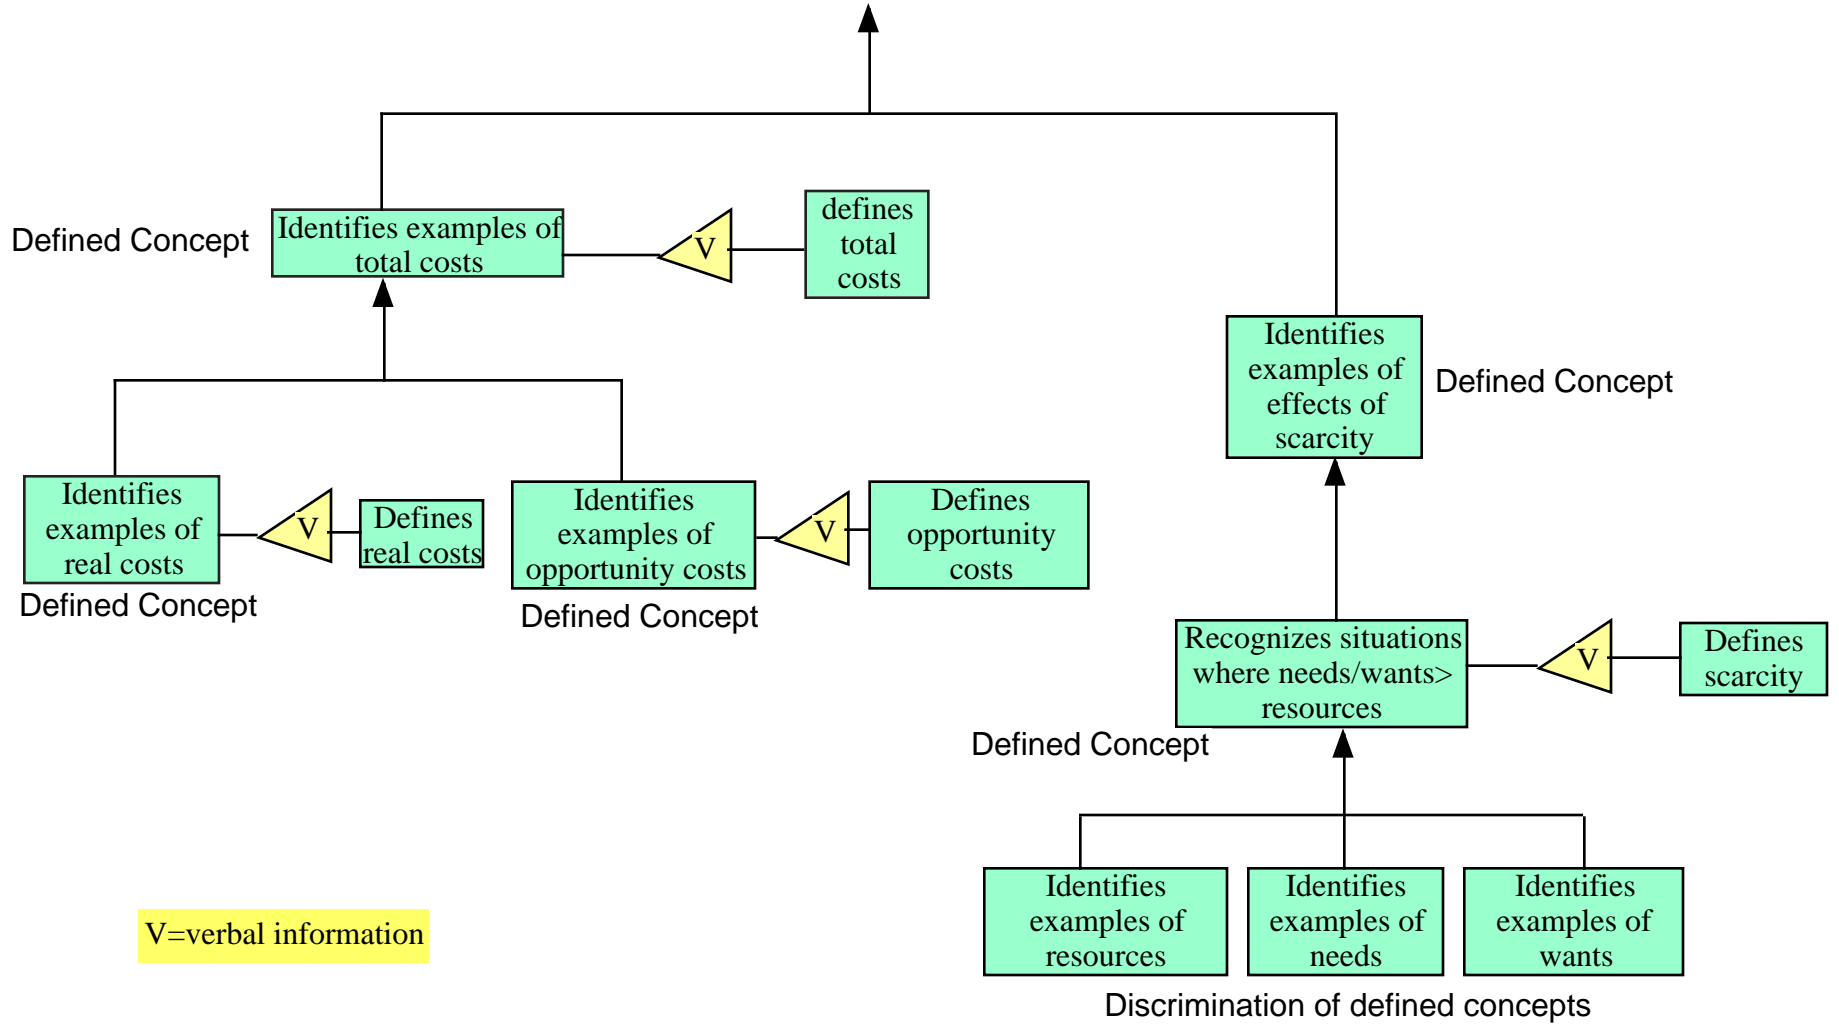 Defined Concept
Identifies examples of
total costs
V
defines
total
costs
Identifies
examples of
effects of
scarcity
Defined Concept
Identifies
examples of
real costs
V
Defines
real costs
Defined Concept
Identifies
examples of
opportunity costs
V
Defines
opportunity
costs
Defined Concept
Recognizes situations
where needs/wants>
resources
V
Defines
scarcity
Defined Concept
Identifies
examples of
resources
Identifies
examples of
needs
Identifies
examples of
wants
Discrimination of defined concepts
V=verbal information